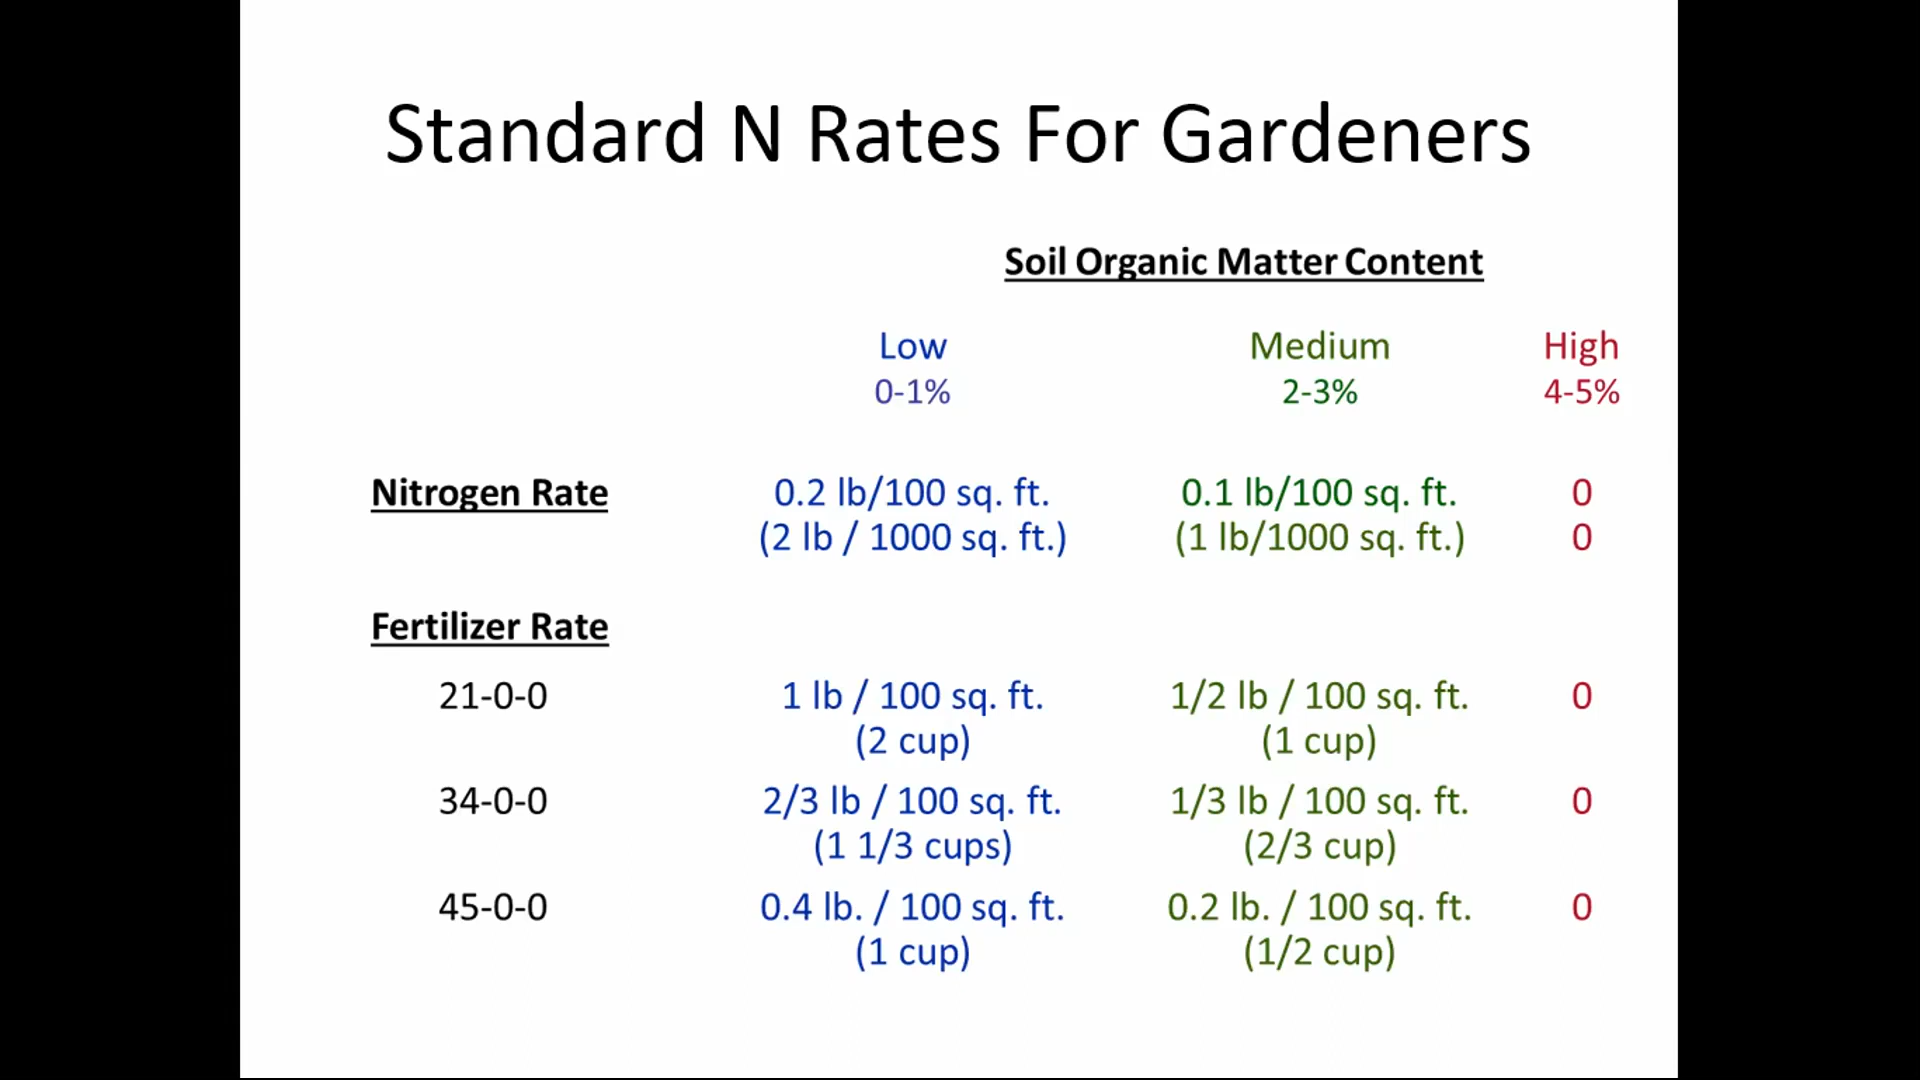 Standard N Rates For Gardeners
Soil Organic Matter Content
Low Medium High
0-1% 2-3% 4-5%
Nitrogen Rate 0.2 lb/100 sq. ft. 0.1 lb/100 sq. ft. 0
(2 lb / 1000 sq. ft.) (1 lb/1000 sq. ft.) 0
Fertilizer Rate
21-0-0 1 lb / 100 sq. ft. 1/2 lb / 100 sq. ft. 0
(2 cup) (1 cup)
34-0-0 2/3 lb / 100 sq. ft. 1/3 lb / 100 sq. ft. 0
(1 1/3 cups) (2/3 cup)
45-0-0 0.4 lb. / 100 sq. ft. 0.2 lb. / 100 sq. ft. 0
(1 cup) (1/2 cup)